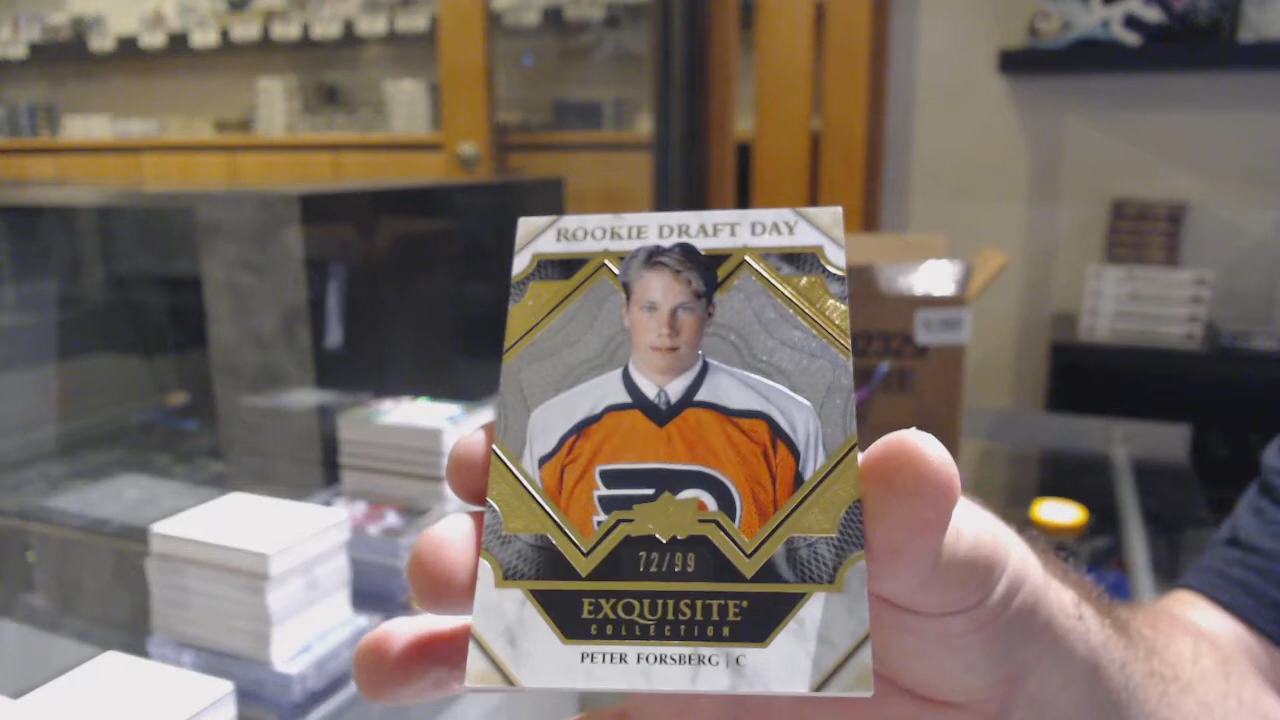 ROOKIE DRAFT DAY
72/99
EXQUISITE
COLLECTION
PETER FORSBERG | C